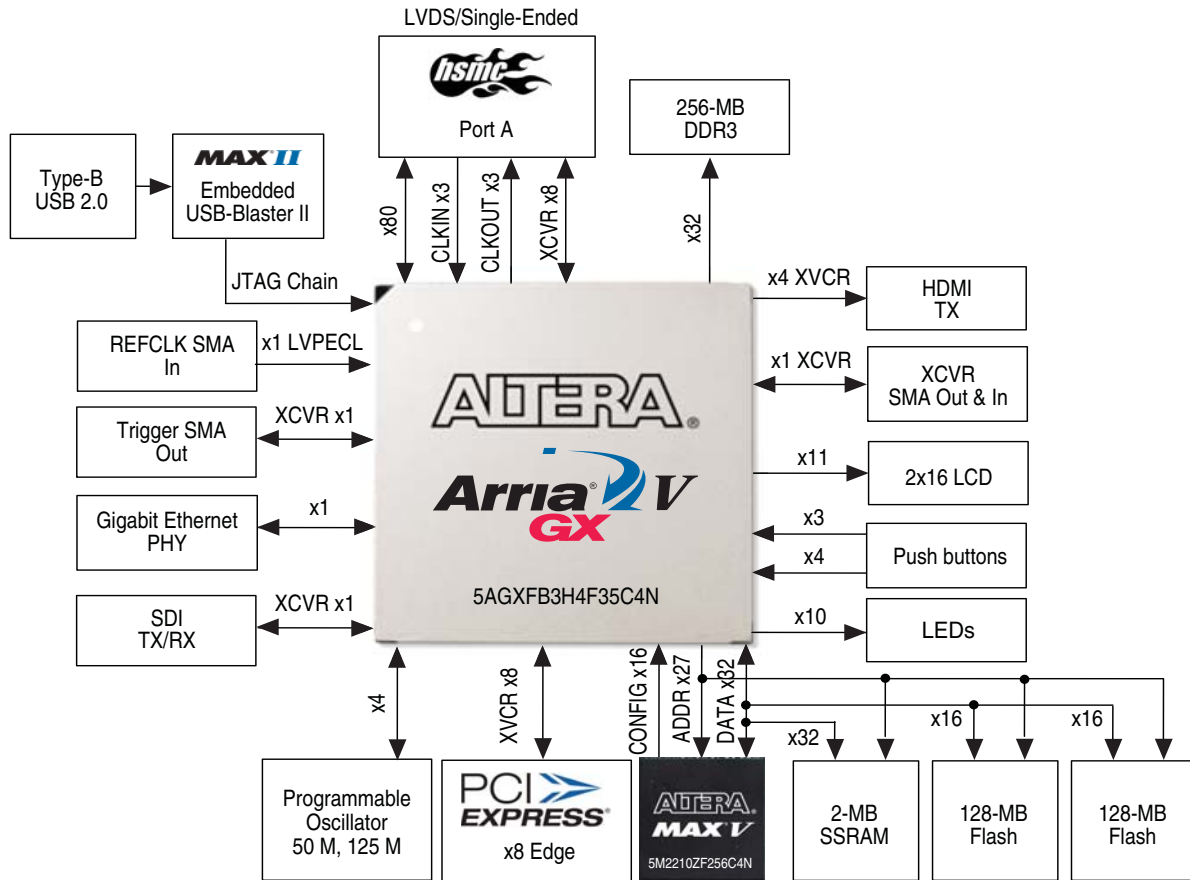 LVDS/Single-Ended
hsmc
Port A
256-MB
DDR3
Type-B
USB 2.0
MAX® II
Embedded
USB-Blaster II
x80
CLKIN x3
CLKOUT x3
XCVR x8
x32
JTAG Chain
x4 XVCR
HDMI
TX
REFCLK SMA
In
x1 LVPECL
x1 XCVR
XCVR
SMA Out & In
ALTERA®
Trigger SMA
Out
XCVR x1
x11
2x16 LCD
Arria® V
GX
Gigabit Ethernet
PHY
x1
x3
x4
Push buttons
5AGXFB3H4F35C4N
SDI
TX/RX
XCVR x1
x10
LEDs
x4
XVCR x8
CONFIG x16
ADDR x27
DATA x32
x32
x16
x16
Programmable
Oscillator
50 M, 125 M
PCI
EXPRESS®
x8 Edge
ALTERA®
MAX® V
5M2210ZF256C4N
2-MB
SSRAM
128-MB
Flash
128-MB
Flash